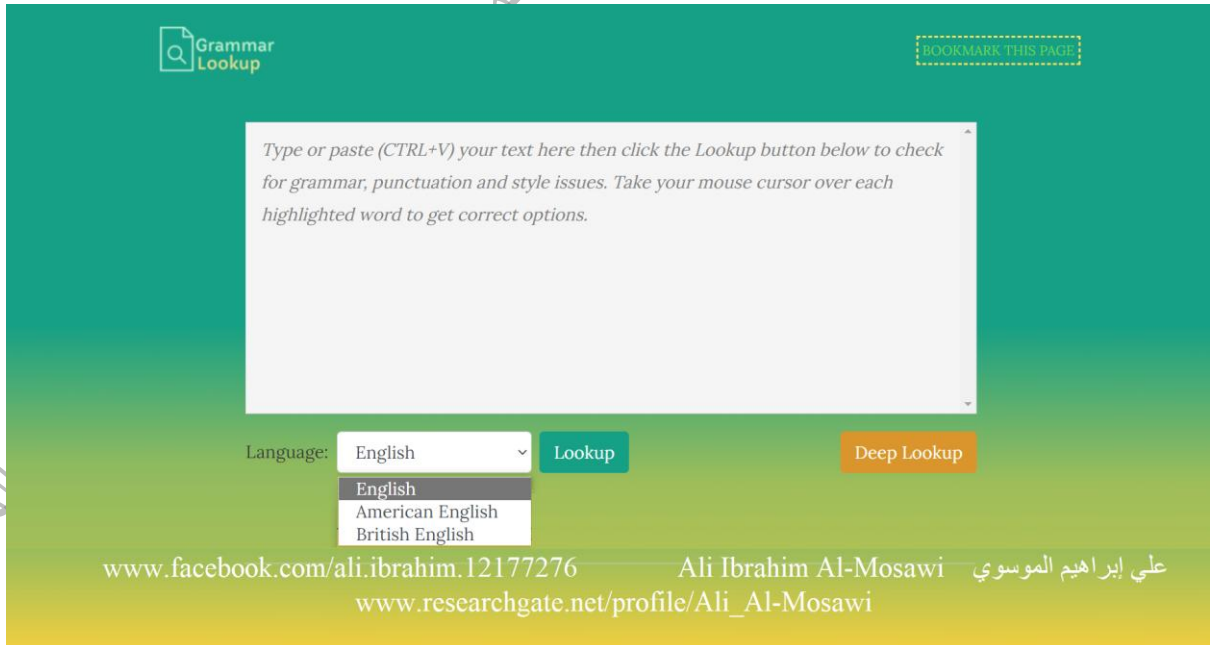 Grammar
Lookup
BOOKMARK THIS PAGE
Type or paste (CTRL+V) your text here then click the Lookup button below to check
for grammar, punctuation and style issues. Take your mouse cursor over each
highlighted word to get correct options.
Language: English Lookup Deep Lookup
English
American English
British English
www.facebook.com/ali.ibrahim.12177276 Ali Ibrahim Al-Mosawi علي إبراهيم الموسوي
www.researchgate.net/profile/Ali_Al-Mosawi